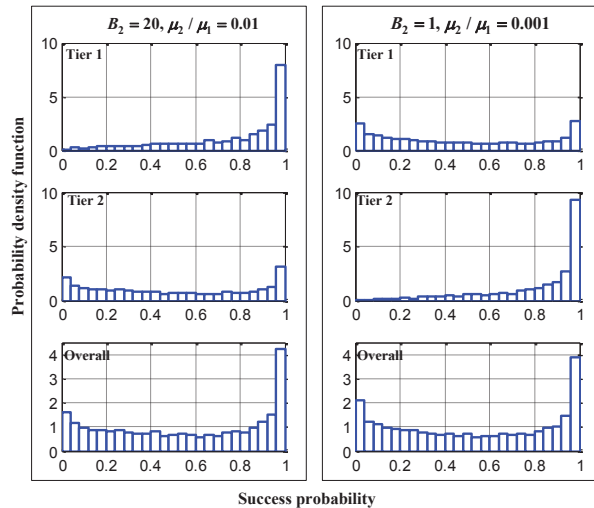 B₂ = 20, μ₂ / μ₁ = 0.01
B₂ = 1, μ₂ / μ₁ = 0.001
Probability density function
Tier 1
10
5
0
0 0.2 0.4 0.6 0.8 1
Tier 2
10
5
0
0 0.2 0.4 0.6 0.8 1
Overall
4
3
2
1
0
0 0.2 0.4 0.6 0.8 1
Tier 1
10
5
0
0 0.2 0.4 0.6 0.8 1
Tier 2
10
5
0
0 0.2 0.4 0.6 0.8 1
Overall
4
3
2
1
0
0 0.2 0.4 0.6 0.8 1
Success probability